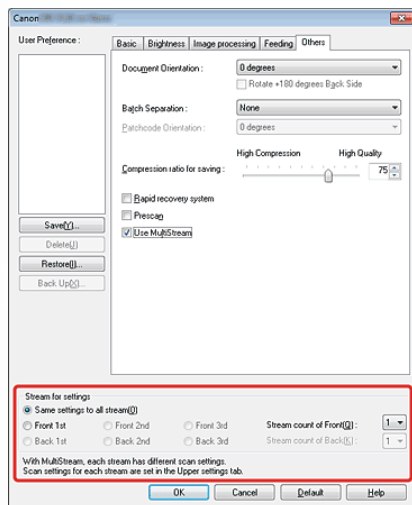 Canon
User Preference :
Basic Brightness Image processing Feeding Others
Document Orientation : 0 degrees
Rotate +180 degrees Back Side
Batch Separation : None
Patchcode Orientation : 0 degrees
High Compression High Quality
Compression ratio for saving : 75
Rapid recovery system
Prescan
Use MultiStream
Save(Y)...
Delete(J)
Restore(I)...
Back Up(X)...
Stream for settings
Same settings to all stream(0)
Front 1st Front 2nd Front 3rd Stream count of Front(Q) : 1
Back 1st Back 2nd Back 3rd Stream count of Back(K) : 1
With MultiStream, each stream has different scan settings.
Scan settings for each stream are set in the Upper settings tab.
OK Cancel Default Help